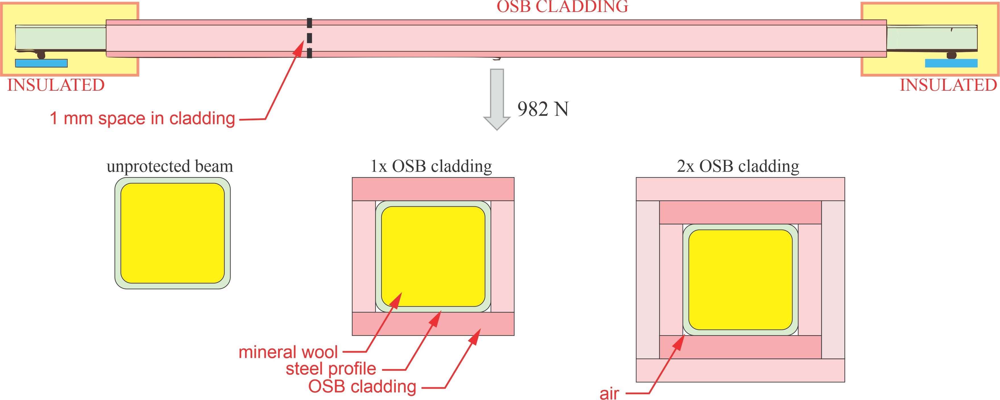 OSB CLADDING
INSULATED
INSULATED
1 mm space in cladding
982 N
unprotected beam
1x OSB cladding
2x OSB cladding
mineral wool
steel profile
OSB cladding
air